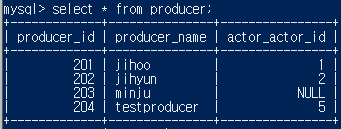 mysql> select * from producer;
+-------------+---------------+----------------+
| producer_id | producer_name | actor_actor_id |
+-------------+---------------+----------------+
| 201 | jihoo | 1 |
| 202 | jihyun | 2 |
| 203 | minju | NULL |
| 204 | testproducer | 5 |
+-------------+---------------+----------------+